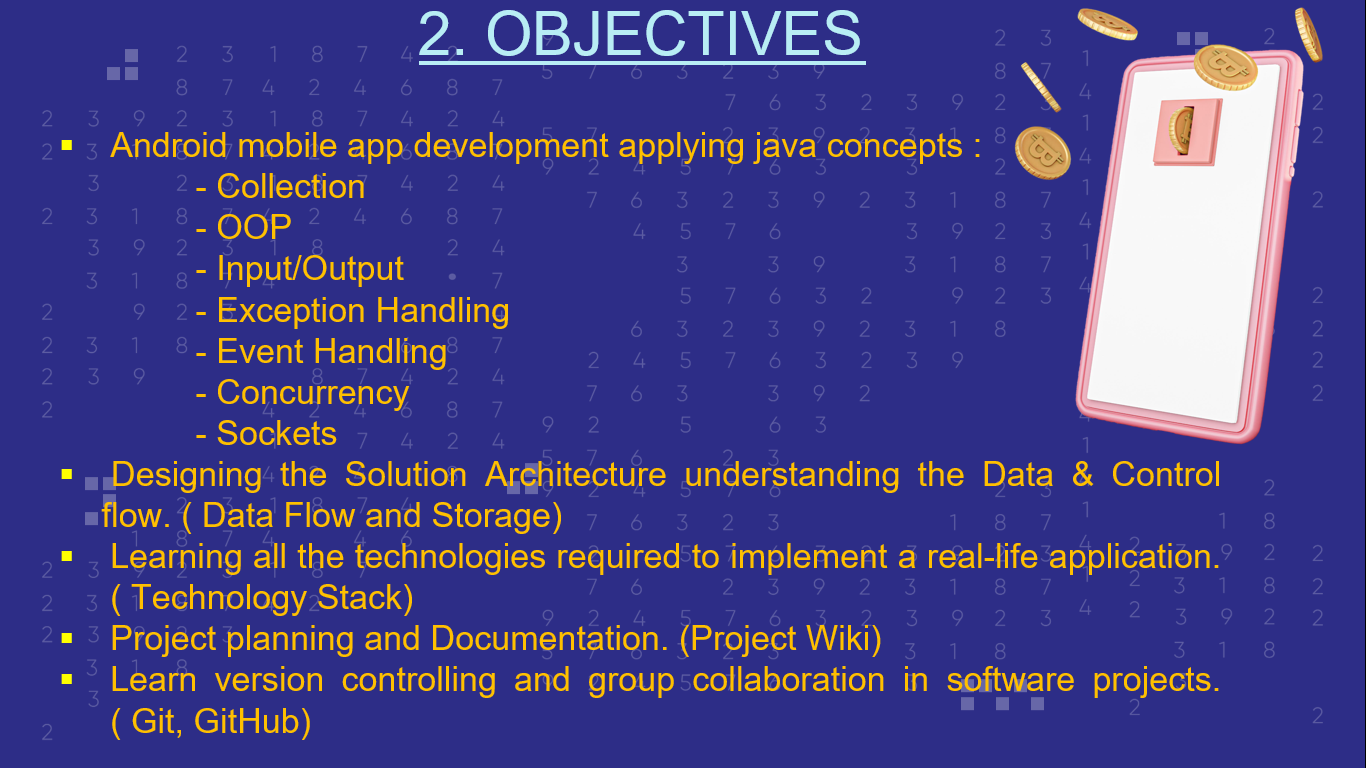 2. OBJECTIVES
▪ Android mobile app development applying java concepts :
- Collection
- OOP
- Input/Output
- Exception Handling
- Event Handling
- Concurrency
- Sockets
▪ Designing the Solution Architecture understanding the Data & Control
flow. ( Data Flow and Storage)
▪ Learning all the technologies required to implement a real-life application.
( Technology Stack)
▪ Project planning and Documentation. (Project Wiki)
▪ Learn version controlling and group collaboration in software projects.
( Git, GitHub)